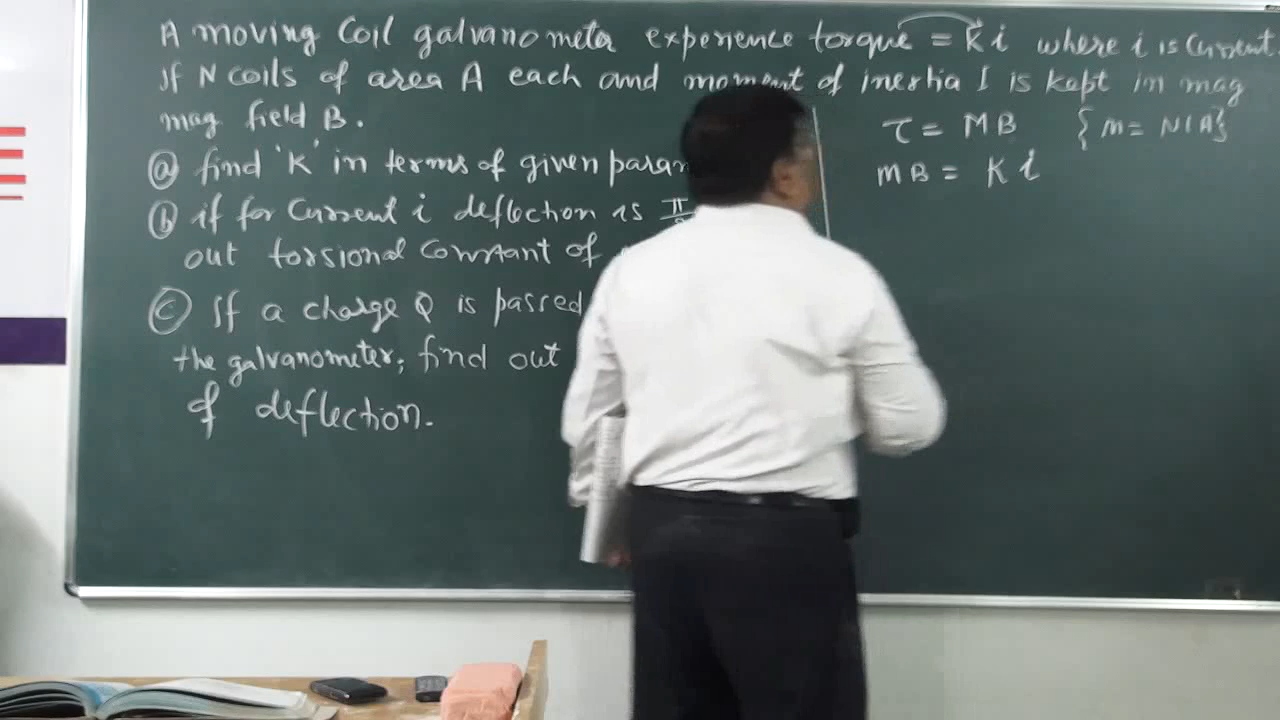 A moving Coil galvanometer experience torque = Ki where i is Current.
If N coils of area A each and moment of inertia I is kept in mag
mag field B.
(a) find 'K' in terms of given param
(b) if for Current i deflection is π
out torsional constant of
(c) If a charge Q is passed
the galvanometer, find out
of deflection.
τ = MB {M = NIA}
MB = Ki